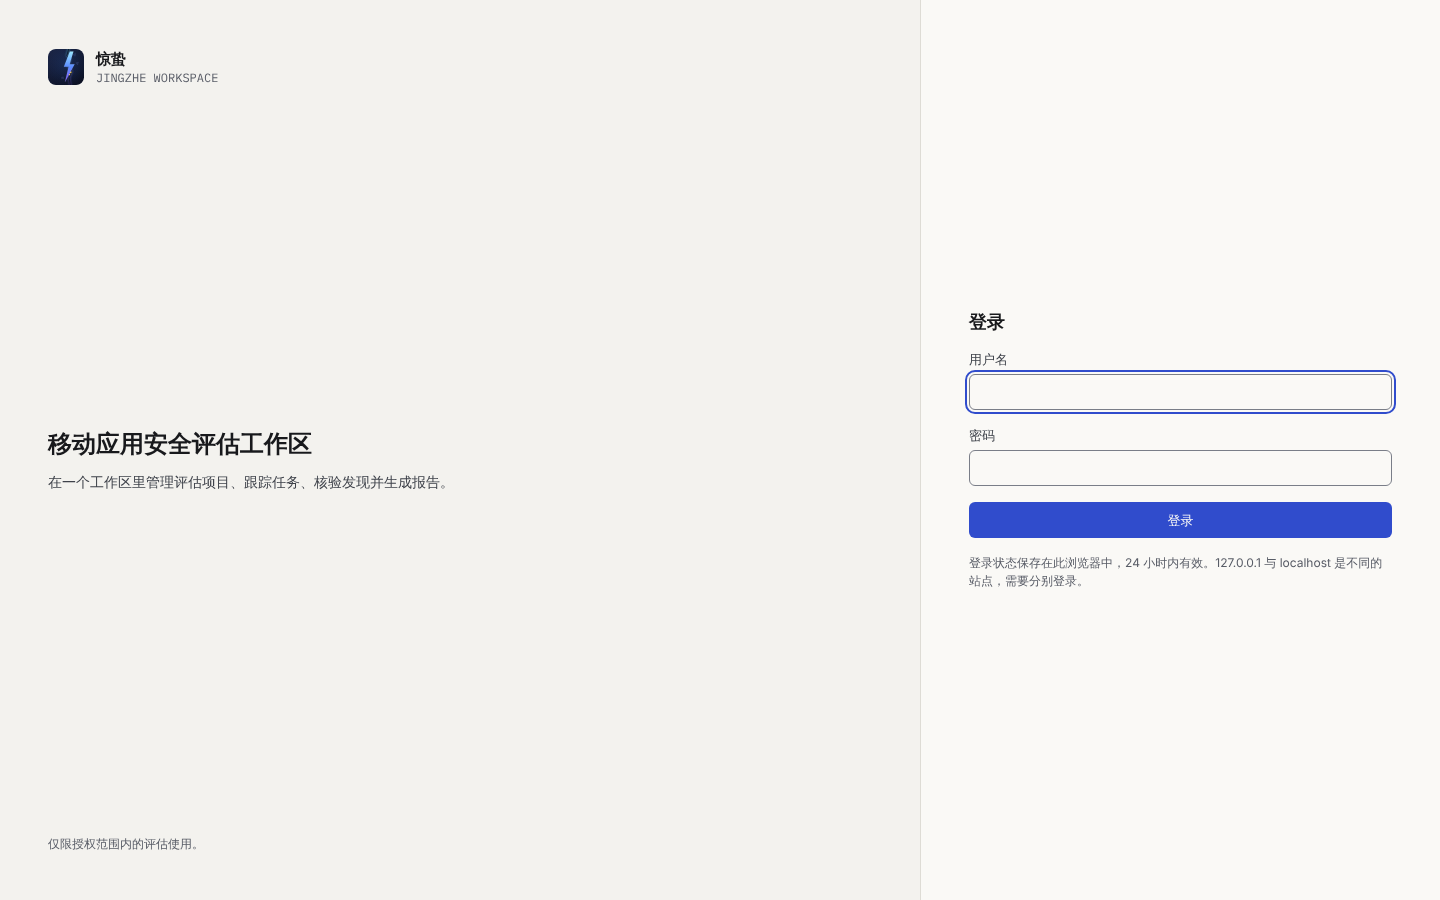 惊蛰
JINGZHE WORKSPACE
移动应用安全评估工作区
在一个工作区里管理评估项目、跟踪任务、核验发现并生成报告。
仅限授权范围内的评估使用。
登录
用户名
密码
登录
登录状态保存在此浏览器中，24 小时内有效。127.0.0.1 与 localhost 是不同的
站点，需要分别登录。